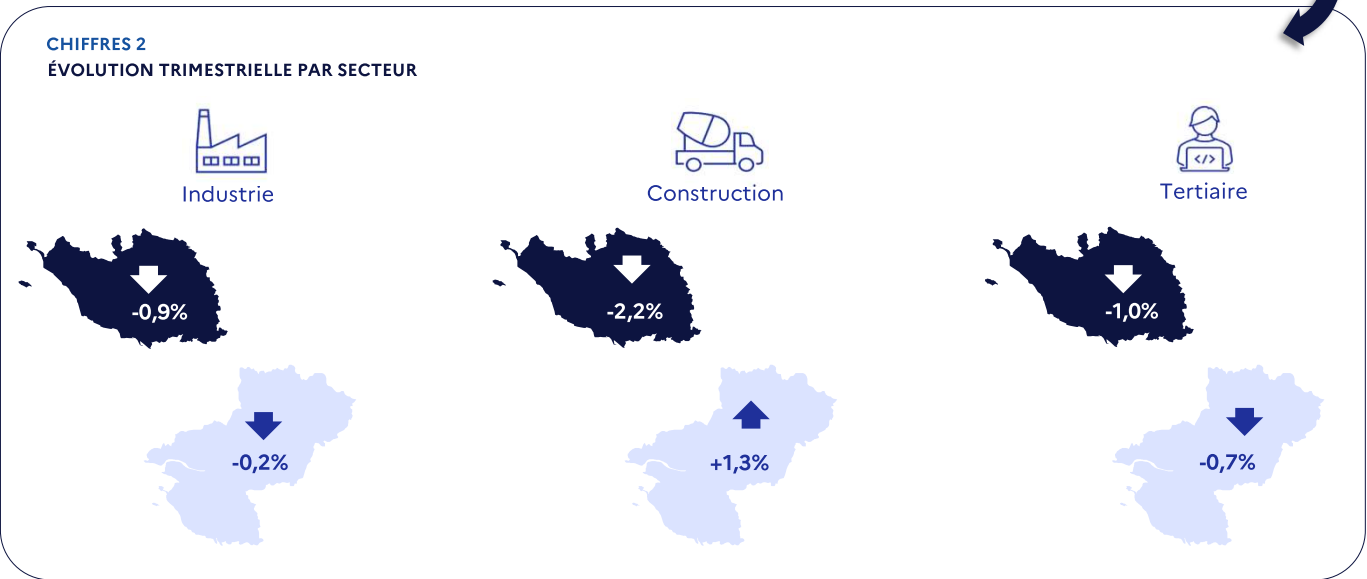 CHIFFRES 2
ÉVOLUTION TRIMESTRIELLE PAR SECTEUR
Industrie
Construction
Tertiaire
-0,9%
-2,2%
-1,0%
-0,2%
+1,3%
-0,7%